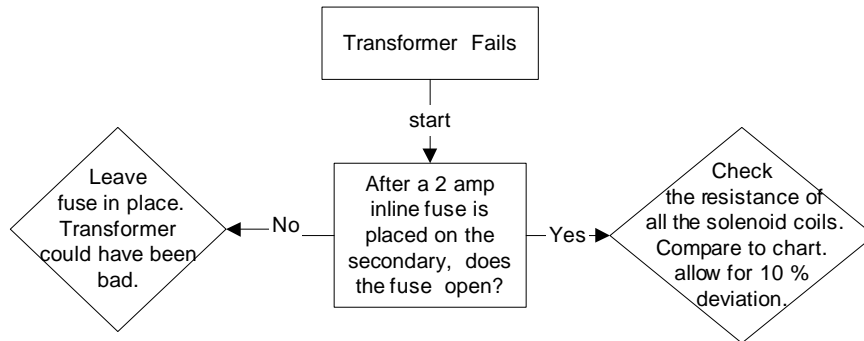 Transformer Fails
start
After a 2 amp
inline fuse is
placed on the
secondary, does
the fuse open?
No
Leave
fuse in place.
Transformer
could have been
bad.
Yes
Check
the resistance of
all the solenoid coils.
Compare to chart.
allow for 10 %
deviation.